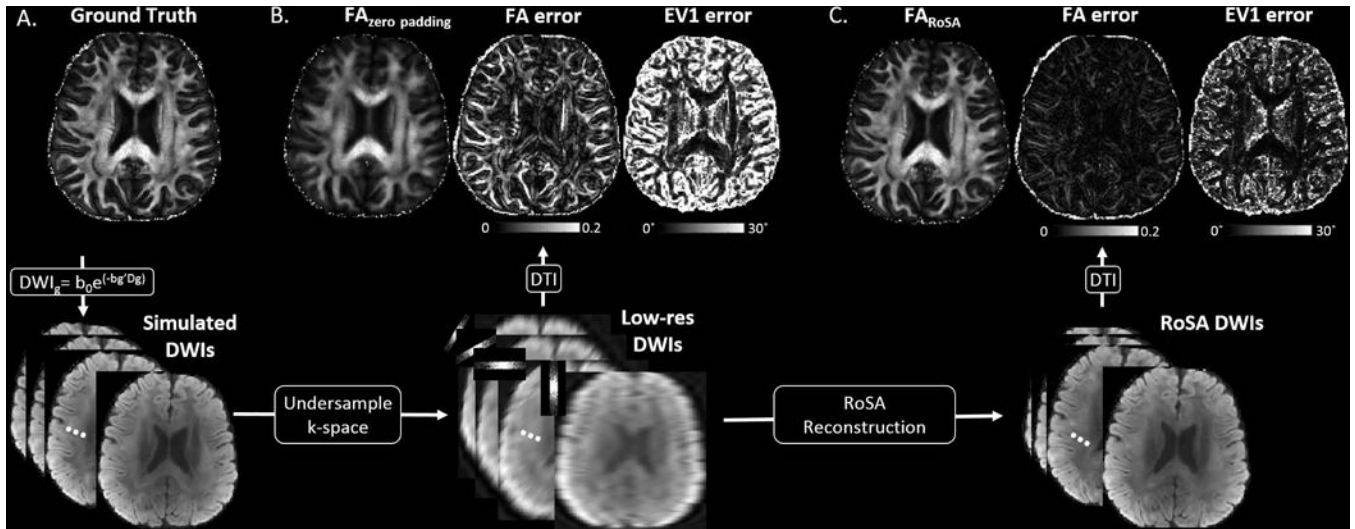 A.
Ground Truth
B.
FAzero padding
FA error
EV1 error
C.
FARoSA
FA error
EV1 error
0
0.2
0˚
30˚
0
0.2
0˚
30˚
DWIg= b0e(-bg'Dg)
DTI
DTI
Simulated
DWIs
Low-res
DWIs
RoSA DWIs
Undersample
k-space
RoSA
Reconstruction